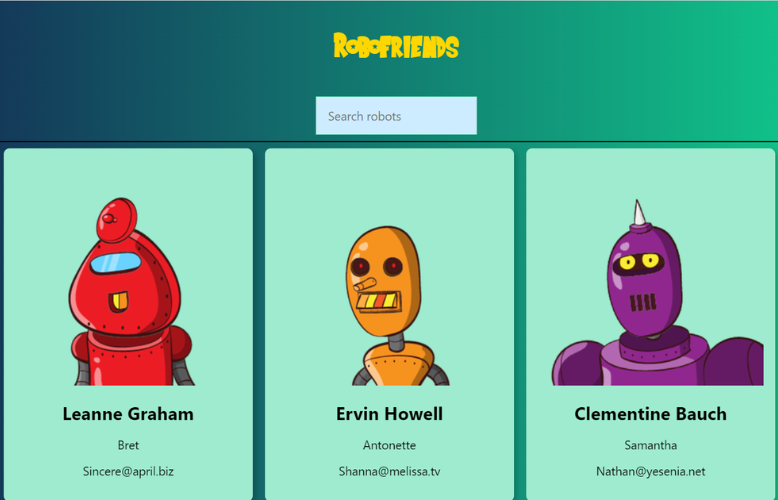 RoboFriends
Search robots
Leanne Graham
Bret
Sincere@april.biz
Ervin Howell
Antonette
Shanna@melissa.tv
Clementine Bauch
Samantha
Nathan@yesenia.net